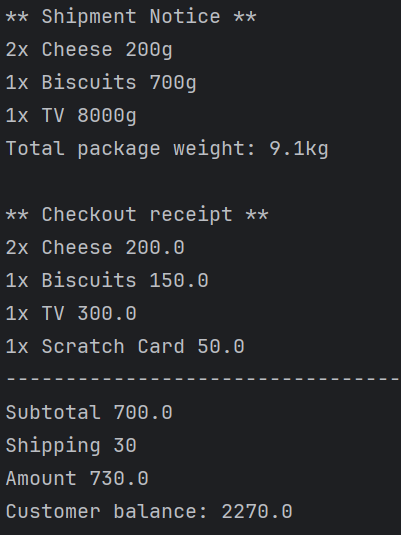 ** Shipment Notice **
2x Cheese 200g
1x Biscuits 700g
1x TV 8000g
Total package weight: 9.1kg

** Checkout receipt **
2x Cheese 200.0
1x Biscuits 150.0
1x TV 300.0
1x Scratch Card 50.0
---------------------------------
Subtotal 700.0
Shipping 30
Amount 730.0
Customer balance: 2270.0